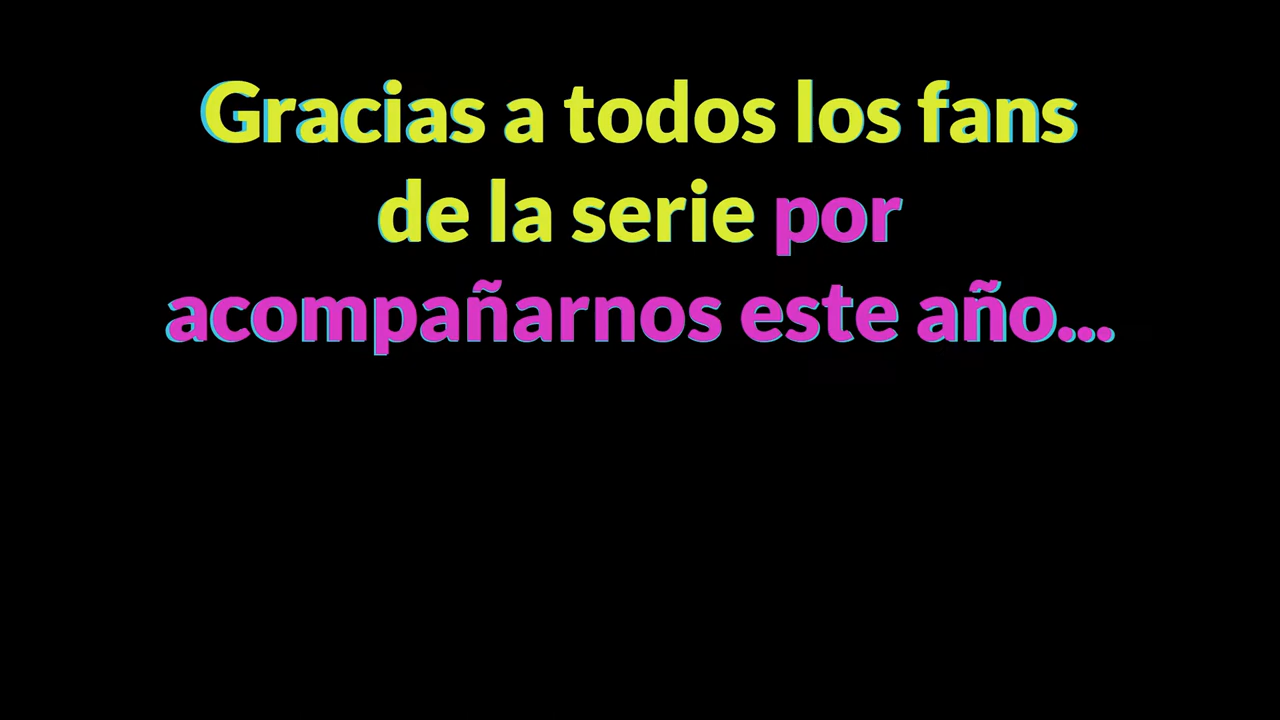 Gracias a todos los fans
de la serie por
acompañarnos este año...